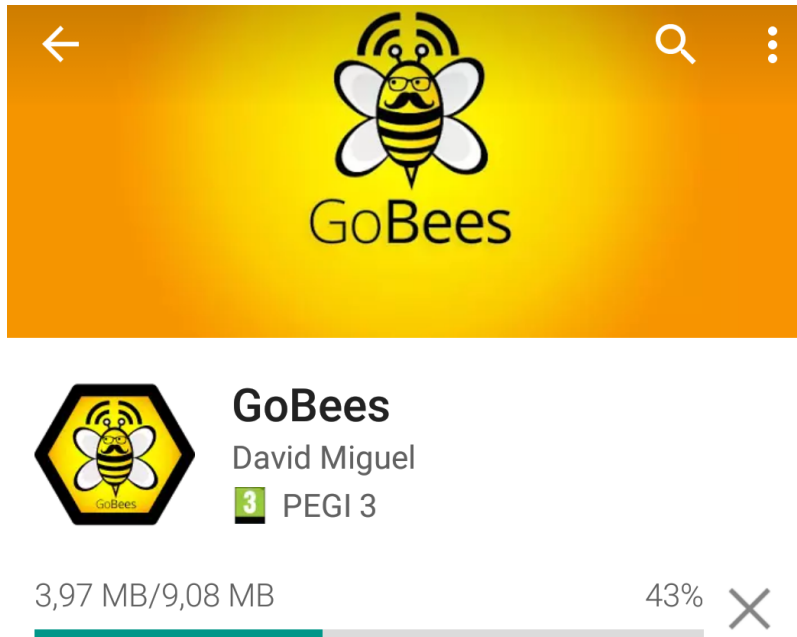 GoBees
GoBees
David Miguel
GoBees
3 PEGI 3
3,97 MB/9,08 MB 43%